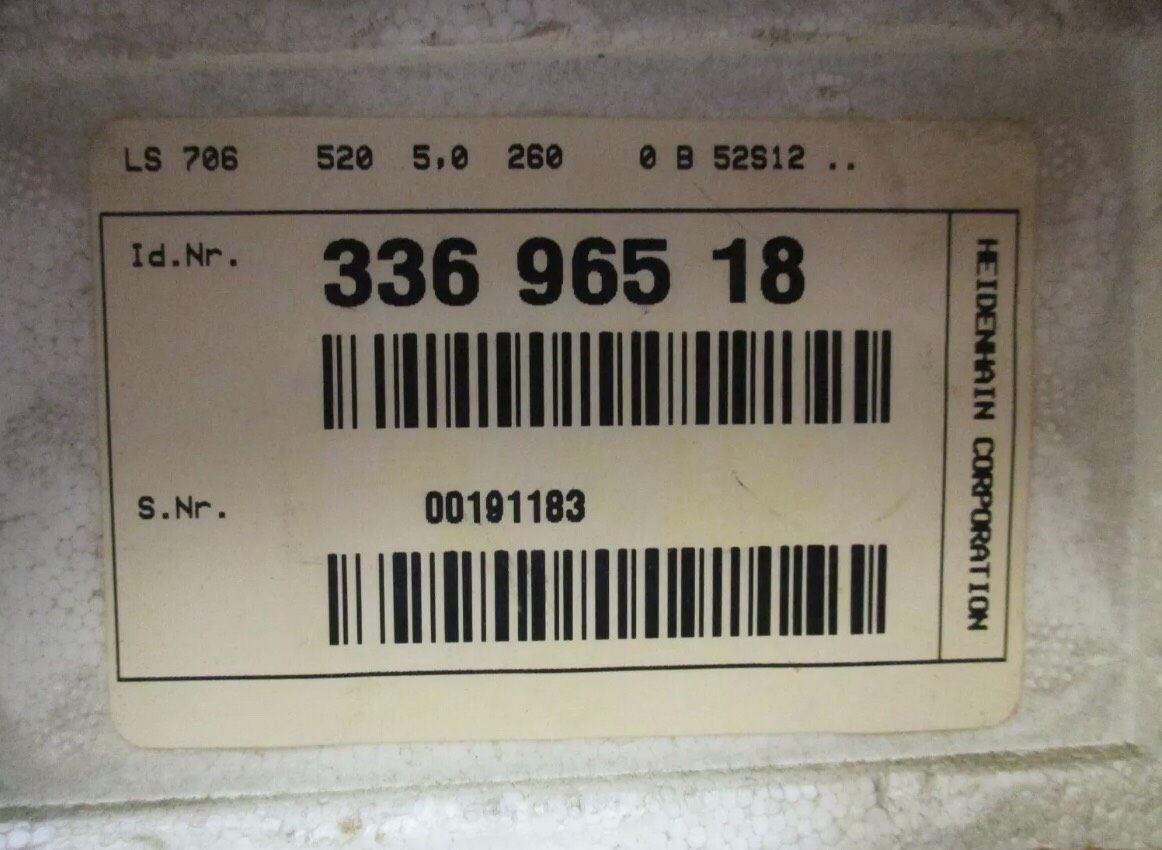 LS 706 520 5,0 260 0 B 52S12 ..
Id.Nr. 336 965 18
S.Nr. 00191183
HEIDENHAIN CORPORATION